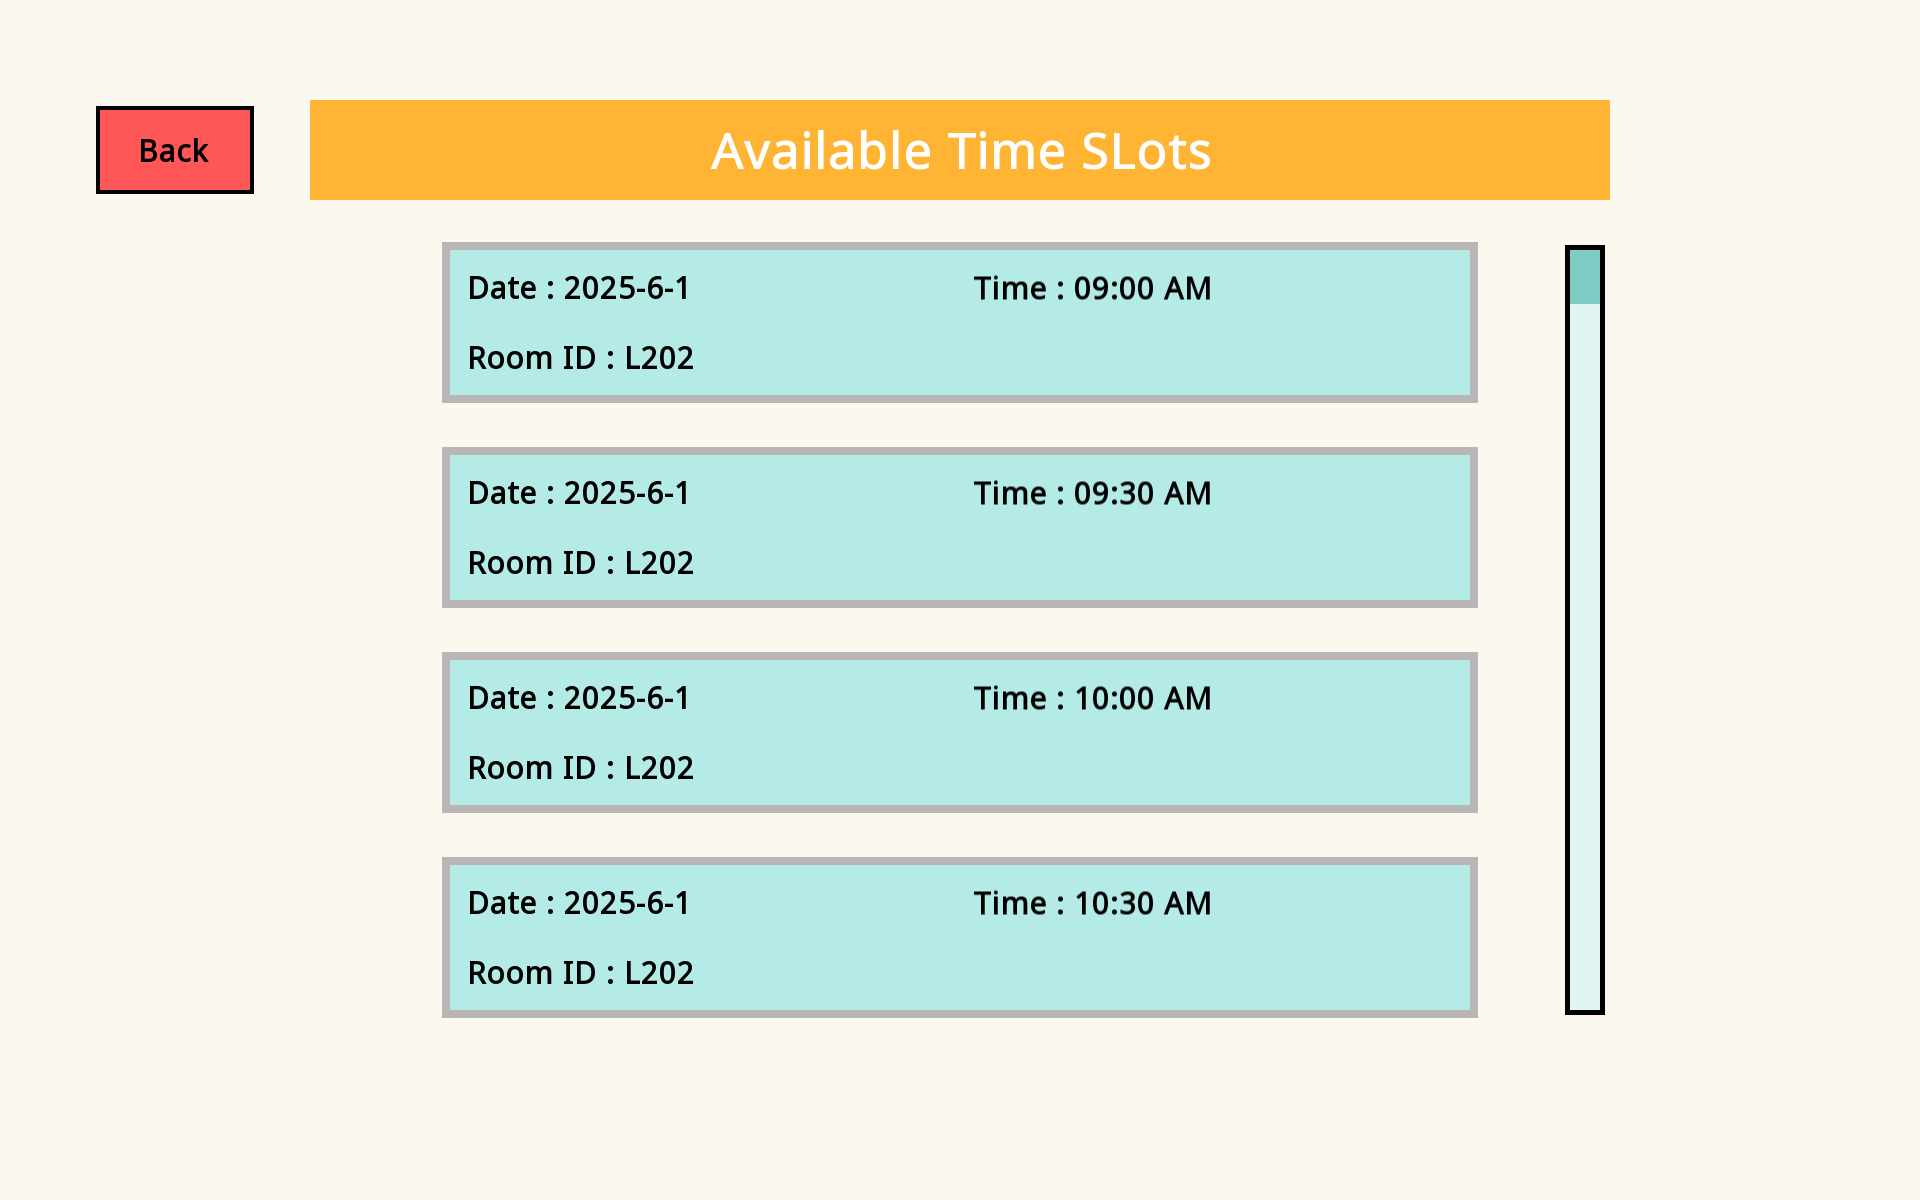 Back
Available Time SLots
Date : 2025-6-1 Time : 09:00 AM
Room ID : L202
Date : 2025-6-1 Time : 09:30 AM
Room ID : L202
Date : 2025-6-1 Time : 10:00 AM
Room ID : L202
Date : 2025-6-1 Time : 10:30 AM
Room ID : L202